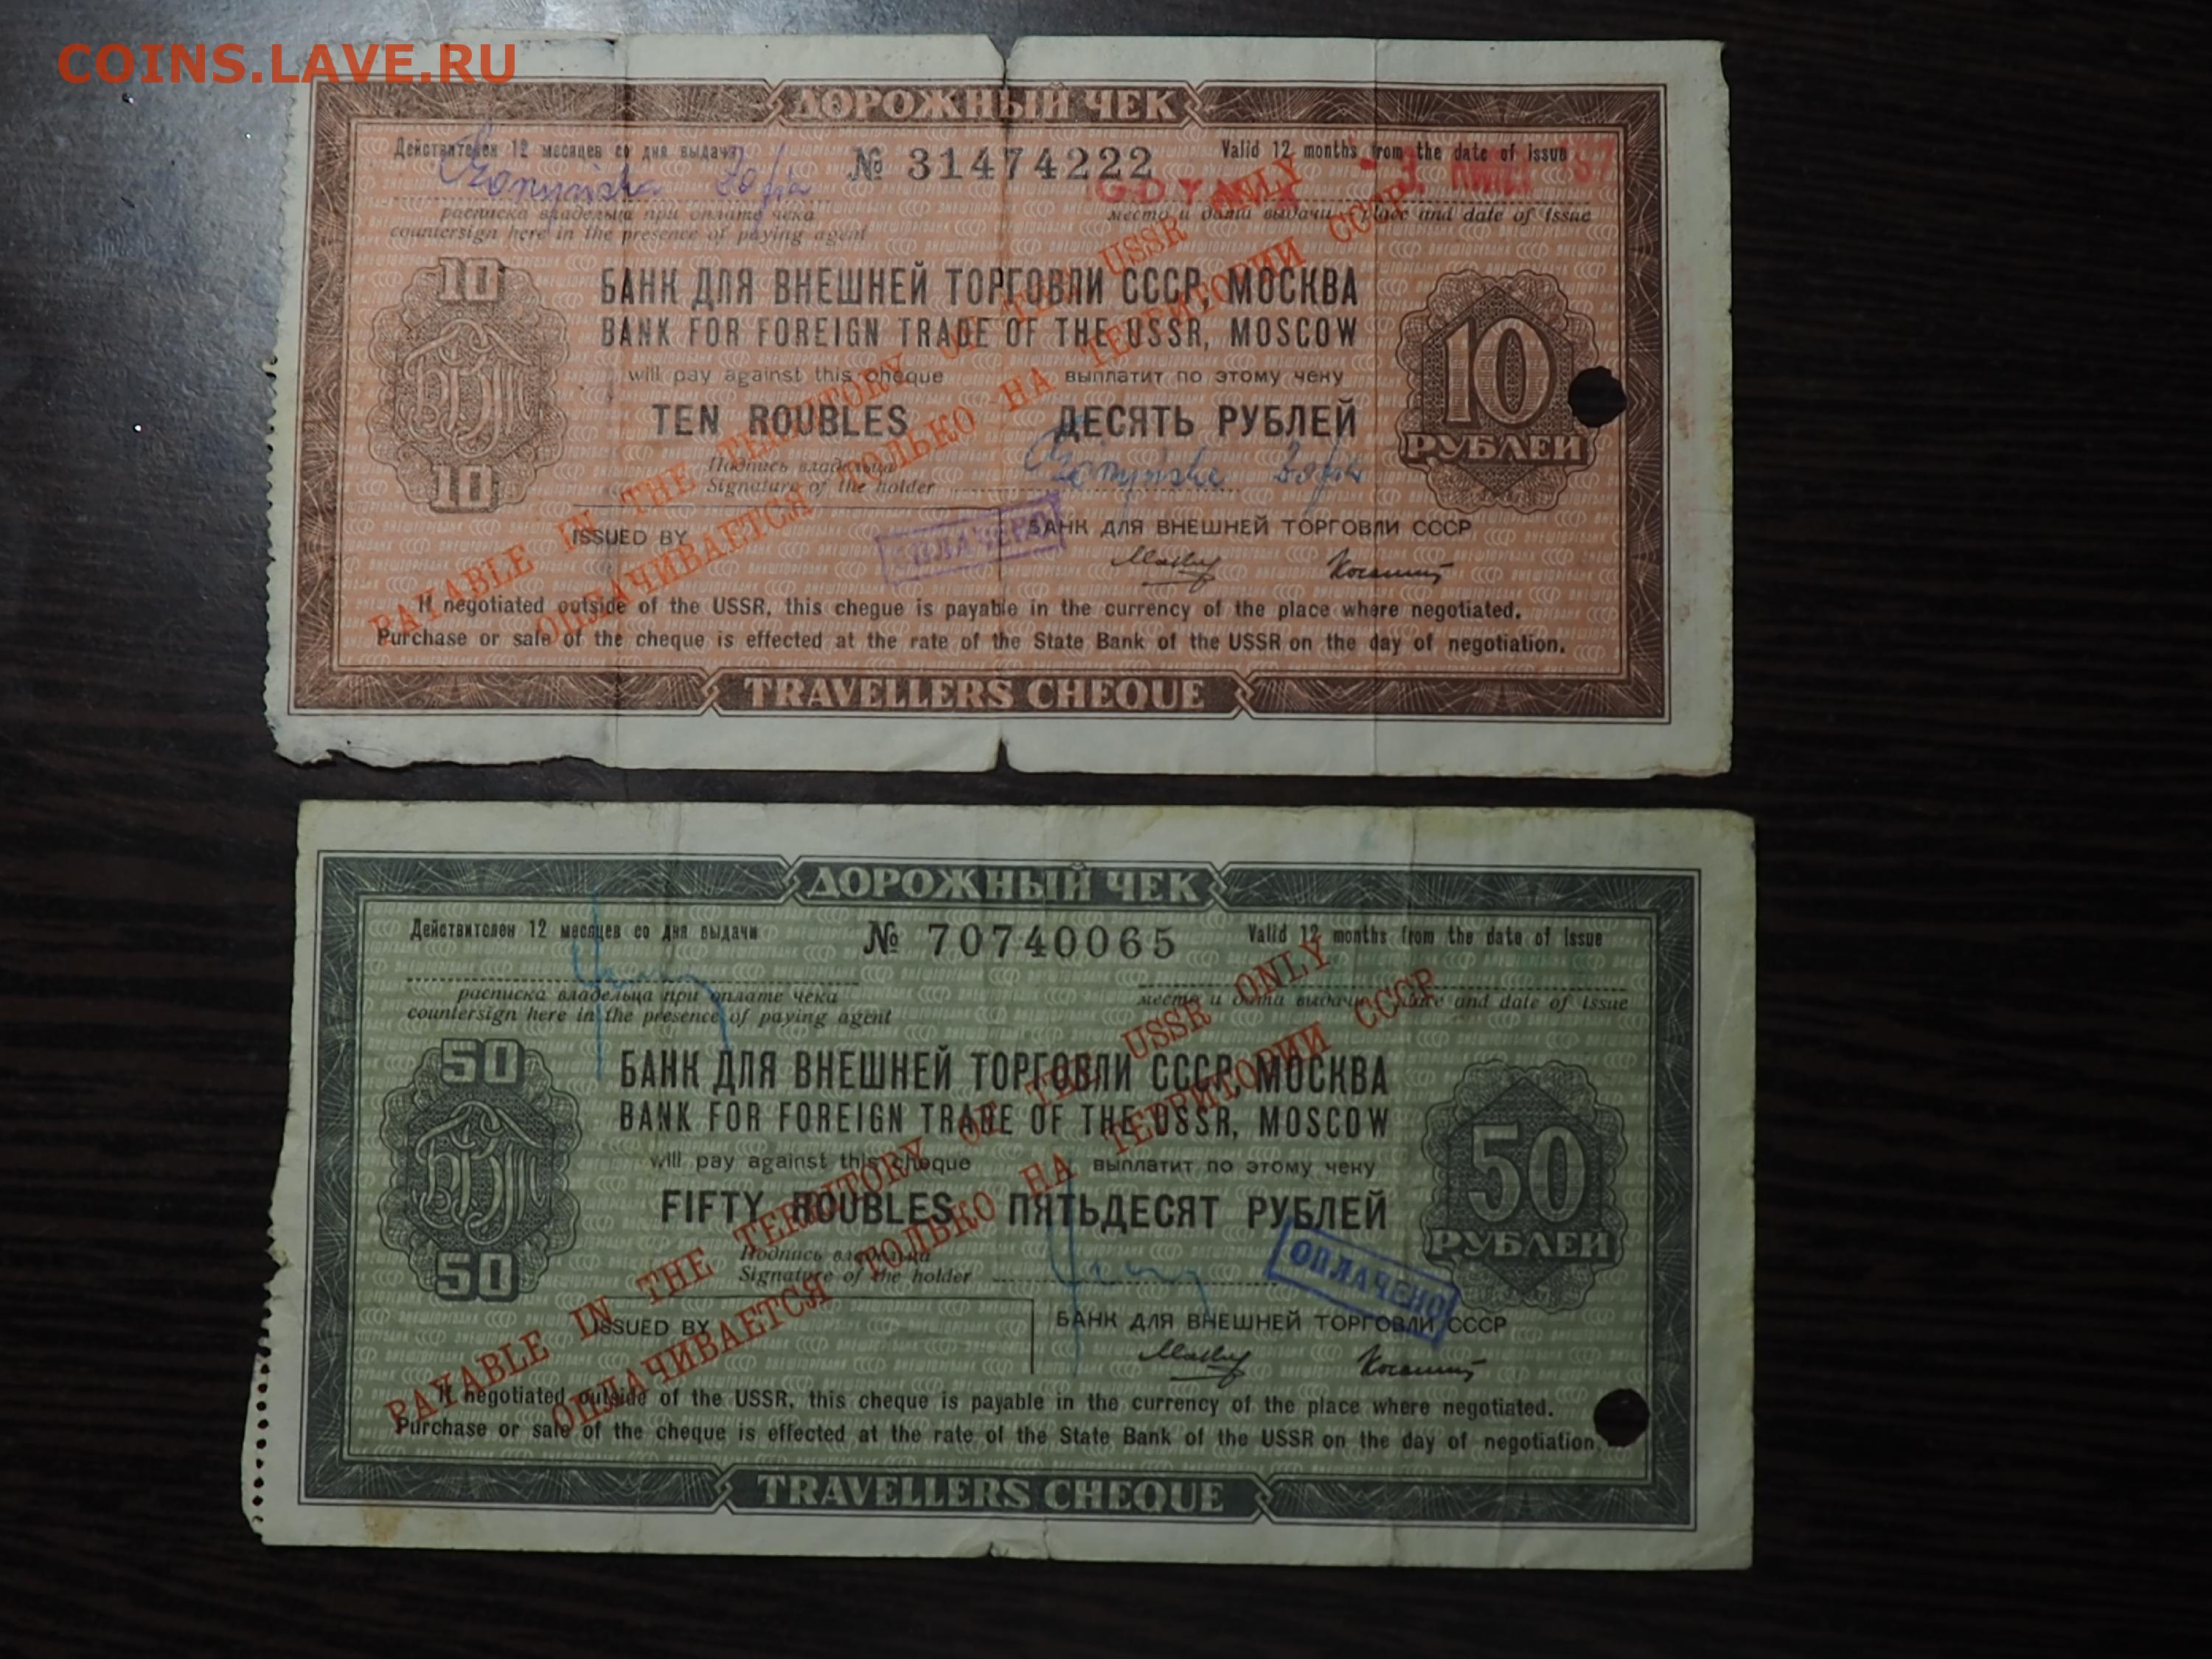 COINS.LAVE.RU
ДОРОЖНЫЙ ЧЕК
Действителен 12 месяцев со дня выдачи
№ 31474222
Valid 12 months from the date of issue
Zofia
GDYNIA
расписка владельца при оплате чека
место и дата выдачи place and date of issue
countersign here in the presence of paying agent
10
БАНК ДЛЯ ВНЕШНЕЙ ТОРГОВЛИ СССР, МОСКВА
BANK FOR FOREIGN TRADE OF THE USSR, MOSCOW
will pay against this cheque выплатит по этому чеку
TEN ROUBLES ДЕСЯТЬ РУБЛЕЙ
10
РУБЛЕЙ
Подпись владельца
Signature of the holder
Zofia
10
PAYABLE IN THE TERRITORY OF THE USSR ONLY
ОПЛАЧИВАЕТСЯ ТОЛЬКО НА ТЕРРИТОРИИ СССР
ОПЛАЧЕНО
ISSUED BY
БАНК ДЛЯ ВНЕШНЕЙ ТОРГОВЛИ СССР
If negotiated outside of the USSR, this chegue is payable in the currency of the place where negotiated.
Purchase or sale of the cheque is effected at the rate of the State Bank of the USSR on the day of negotiation.
TRAVELLERS CHEQUE
ДОРОЖНЫЙ ЧЕК
Действителен 12 месяцев со дня выдачи
№ 70740065
Valid 12 months from the date of issue
расписка владельца при оплате чека
место и дата выдачи place and date of issue
countersign here in the presence of paying agent
50
БАНК ДЛЯ ВНЕШНЕЙ ТОРГОВЛИ СССР, МОСКВА
BANK FOR FOREIGN TRADE OF THE USSR, MOSCOW
will pay against this cheque выплатит по этому чеку
FIFTY ROUBLES ПЯТЬДЕСЯТ РУБЛЕЙ
50
РУБЛЕЙ
Подпись владельца
Signature of the holder
50
PAYABLE IN THE TERRITORY OF THE USSR ONLY
ОПЛАЧИВАЕТСЯ ТОЛЬКО НА ТЕРРИТОРИИ СССР
ОПЛАЧЕНО
ISSUED BY
БАНК ДЛЯ ВНЕШНЕЙ ТОРГОВЛИ СССР
If negotiated outside of the USSR, this cheque is payable in the currency of the place where negotiated.
Purchase or sale of the cheque is effected at the rate of the State Bank of the USSR on the day of negotiation.
TRAVELLERS CHEQUE